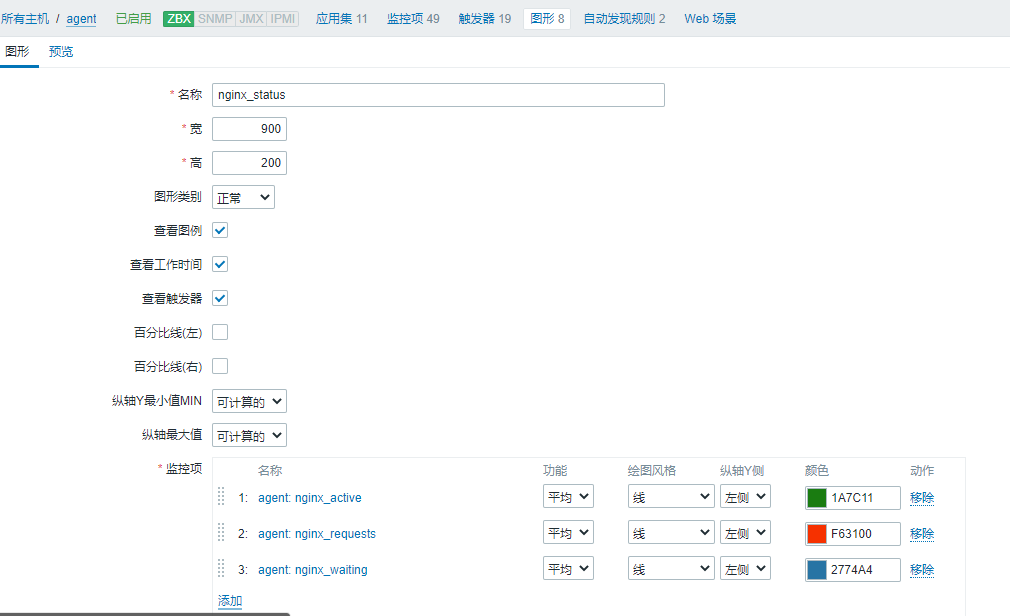 所有主机 / agent 已启用 ZBX SNMP JMX IPMI 应用集 11 监控项 49 触发器 19 图形 8 自动发现规则 2 Web 场景
图形 预览
* 名称 nginx_status
* 宽 900
* 高 200
图形类别 正常
查看图例
查看工作时间
查看触发器
百分比线(左)
百分比线(右)
纵轴Y最小值MIN 可计算的
纵轴最大值 可计算的
* 监控项 名称 功能 绘图风格 纵轴Y侧 颜色 动作
1: agent: nginx_active 平均 线 左侧 1A7C11 移除
2: agent: nginx_requests 平均 线 左侧 F63100 移除
3: agent: nginx_waiting 平均 线 左侧 2774A4 移除
添加